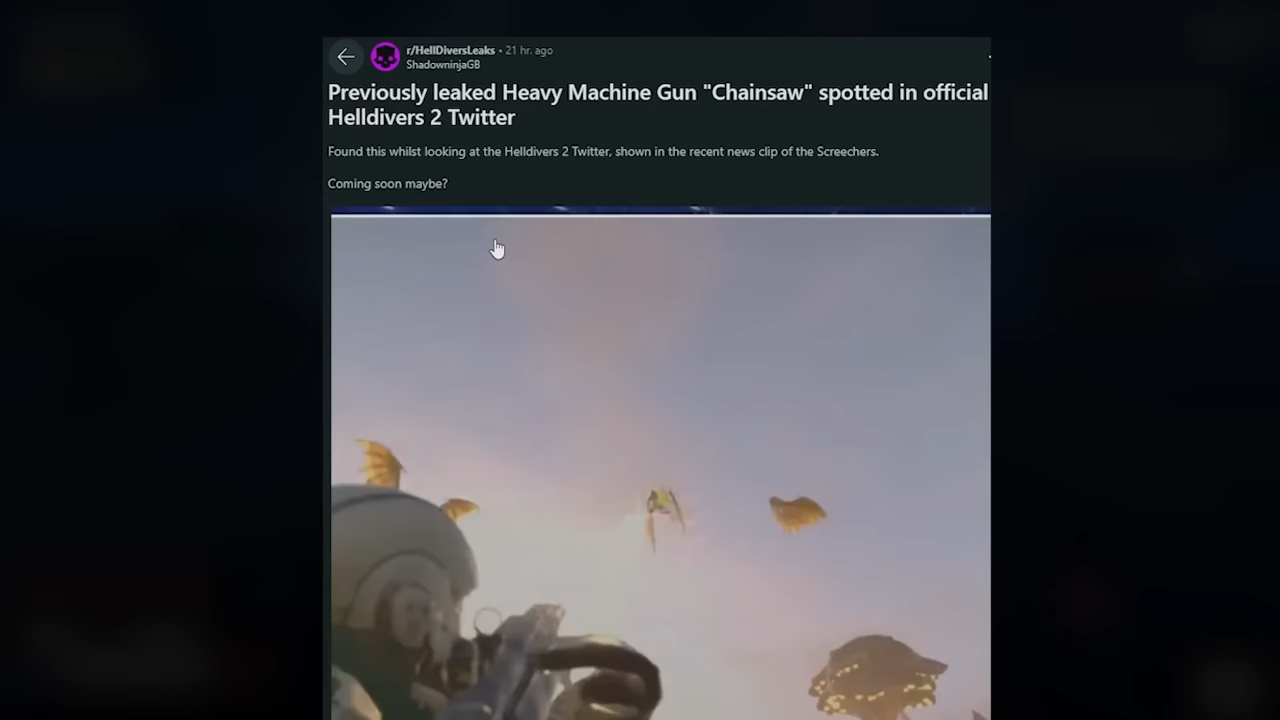 r/HellDiversLeaks • 21 hr. ago
ShadowninjaGB
Previously leaked Heavy Machine Gun "Chainsaw" spotted in official
Helldivers 2 Twitter
Found this whilst looking at the Helldivers 2 Twitter, shown in the recent news clip of the Screechers.
Coming soon maybe?